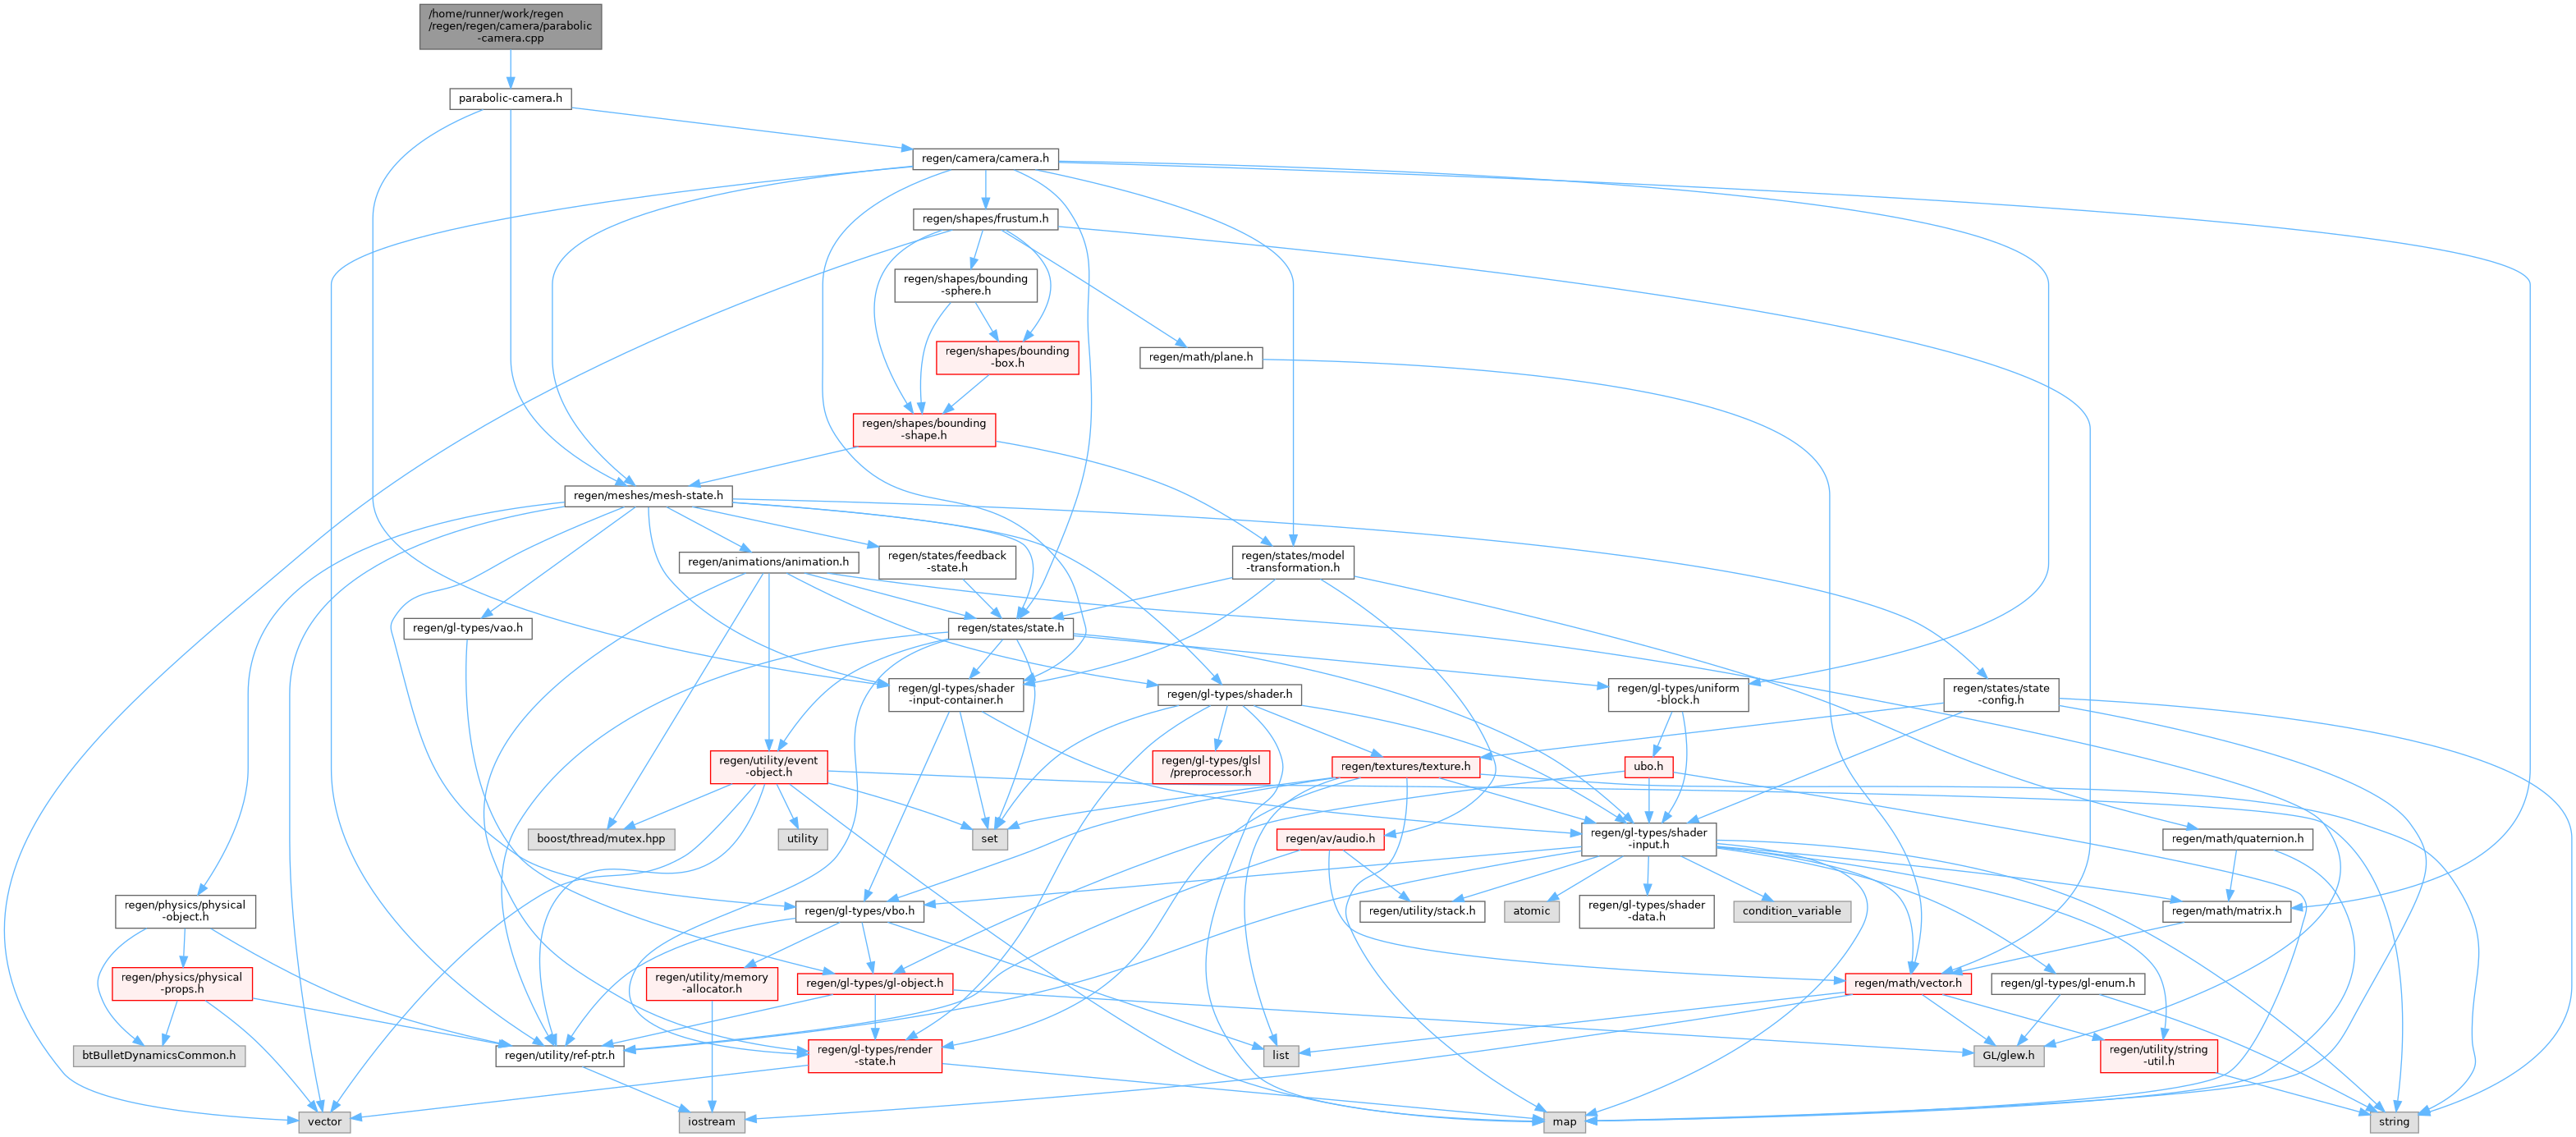 /home/runner/work/regen
/regen/regen/camera/parabolic
-camera.cpp
parabolic-camera.h
regen/camera/camera.h
regen/shapes/frustum.h
regen/shapes/bounding
-sphere.h
regen/shapes/bounding
-box.h
regen/math/plane.h
regen/shapes/bounding
-shape.h
regen/meshes/mesh-state.h
regen/animations/animation.h
regen/states/feedback
-state.h
regen/states/model
-transformation.h
regen/gl-types/vao.h
regen/states/state.h
regen/gl-types/shader
-input-container.h
regen/gl-types/shader.h
regen/gl-types/uniform
-block.h
regen/states/state
-config.h
regen/utility/event
-object.h
regen/gl-types/glsl
/preprocessor.h
regen/textures/texture.h
ubo.h
boost/thread/mutex.hpp
utility
set
regen/av/audio.h
regen/gl-types/shader
-input.h
regen/math/quaternion.h
regen/physics/physical
-object.h
regen/gl-types/vbo.h
regen/utility/stack.h
atomic
regen/gl-types/shader
-data.h
condition_variable
regen/math/matrix.h
regen/physics/physical
-props.h
regen/utility/memory
-allocator.h
regen/gl-types/gl-object.h
regen/math/vector.h
regen/gl-types/gl-enum.h
btBulletDynamicsCommon.h
regen/utility/ref-ptr.h
regen/gl-types/render
-state.h
list
GL/glew.h
regen/utility/string
-util.h
vector
iostream
map
string